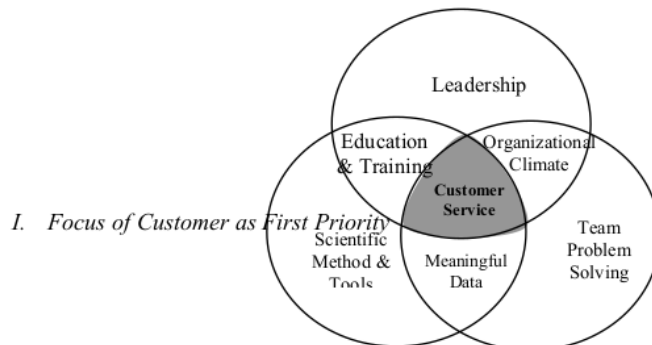 Leadership
Education
& Training
Organizational
Climate
Customer
Service
I. Focus of Customer as First Priority
Scientific
Method &
Tools
Meaningful
Data
Team
Problem
Solving